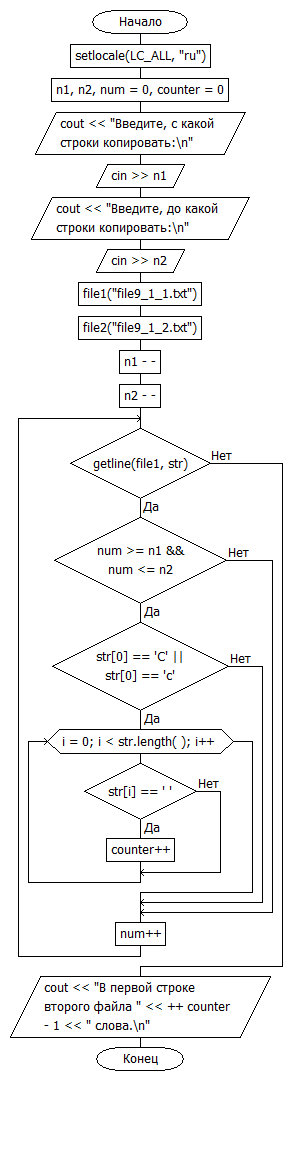 Начало
setlocale(LC_ALL, "ru")
n1, n2, num = 0, counter = 0
cout << "Введите, с какой
строки копировать:\n"
cin >> n1
cout << "Введите, до какой
строки копировать:\n"
cin >> n2
file1("file9_1_1.txt")
file2("file9_1_2.txt")
n1 - -
n2 - -
getline(file1, str)
Нет
Да
num >= n1 &&
num <= n2
Нет
Да
str[0] == 'C' ||
str[0] == 'c'
Нет
Да
i = 0; i < str.length( ); i++
str[i] == ' '
Нет
Да
counter++
num++
cout << "В первой строке
второго файла " << ++ counter
- 1 << " слова.\n"
Конец